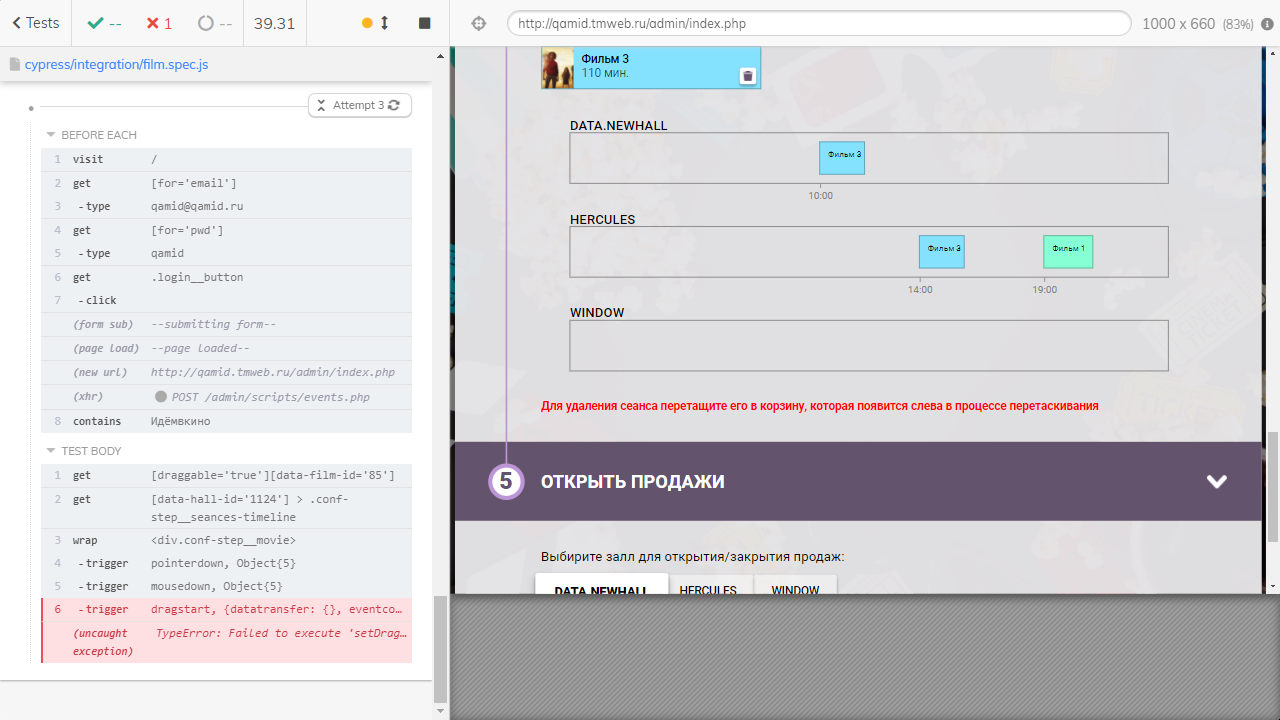 Tests
--
1
--
39.31
http://qamid.tmweb.ru/admin/index.php
1000 x 660 (83%)
cypress/integration/film.spec.js
Attempt 3
BEFORE EACH
1 visit /
2 get [for='email']
3 - type qamid@qamid.ru
4 get [for='pwd']
5 - type qamid
6 get .login__button
7 - click
(form sub) --submitting form--
(page load) --page loaded--
(new url) http://qamid.tmweb.ru/admin/index.php
(xhr) POST /admin/scripts/events.php
8 contains Идёмвкино
TEST BODY
1 get [draggable='true'][data-film-id='85']
2 get [data-hall-id='1124'] > .conf-
step__seances-timeline
3 wrap <div.conf-step__movie>
4 - trigger pointerdown, Object{5}
5 - trigger mousedown, Object{5}
6 - trigger dragstart, {datatransfer: {}, eventco…
(uncaught TypeError: Failed to execute 'setDrag…
exception)
Фильм 3
110 мин.
DATA.NEWHALL
Фильм 3
10:00
HERCULES
Фильм 3
Фильм 1
14:00
19:00
WINDOW
Для удаления сеанса перетащите его в корзину, которая появится слева в процессе перетаскивания
5 ОТКРЫТЬ ПРОДАЖИ
Выбирите залл для открытия/закрытия продаж:
DATA.NEWHALL
HERCULES
WINDOW